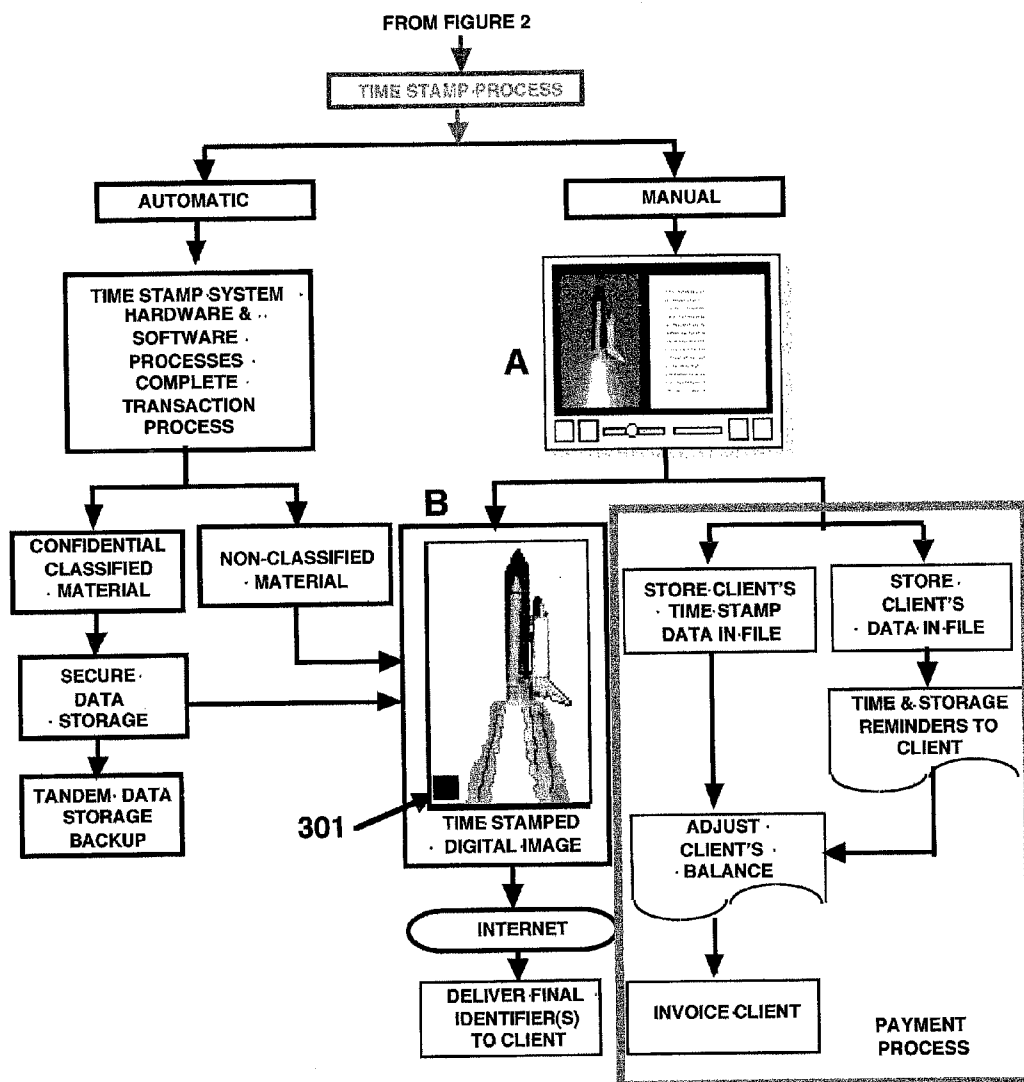 FROM FIGURE 2
TIME STAMP PROCESS
AUTOMATIC
MANUAL
TIME STAMP SYSTEM
HARDWARE &
SOFTWARE
PROCESSES
COMPLETE
TRANSACTION
PROCESS
A
CONFIDENTIAL
CLASSIFIED
MATERIAL
NON-CLASSIFIED
MATERIAL
SECURE
DATA
STORAGE
TANDEM DATA
STORAGE
BACKUP
B
301
TIME STAMPED
DIGITAL IMAGE
INTERNET
DELIVER FINAL
IDENTIFIER(S)
TO CLIENT
STORE CLIENT'S
TIME STAMP
DATA IN FILE
STORE
CLIENT'S
DATA IN FILE
TIME & STORAGE
REMINDERS TO
CLIENT
ADJUST
CLIENT'S
BALANCE
INVOICE CLIENT
PAYMENT
PROCESS